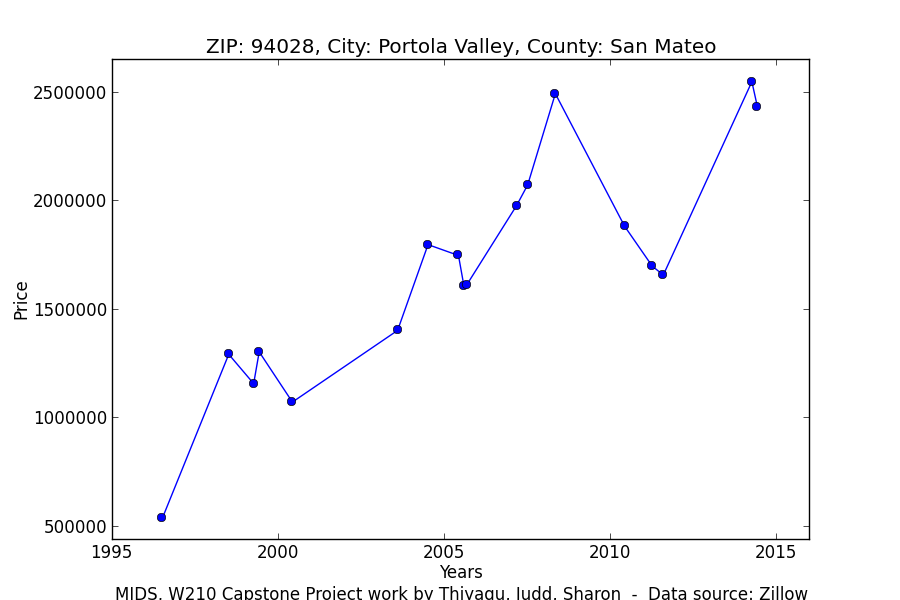 ZIP: 94028, City: Portola Valley, County: San Mateo
2500000
2000000
1500000
1000000
500000
Price
1995 2000 2005 2010 2015
Years
MIDS, W210 Capstone Project work by Thiyagu, Judd, Sharon - Data source: Zillow